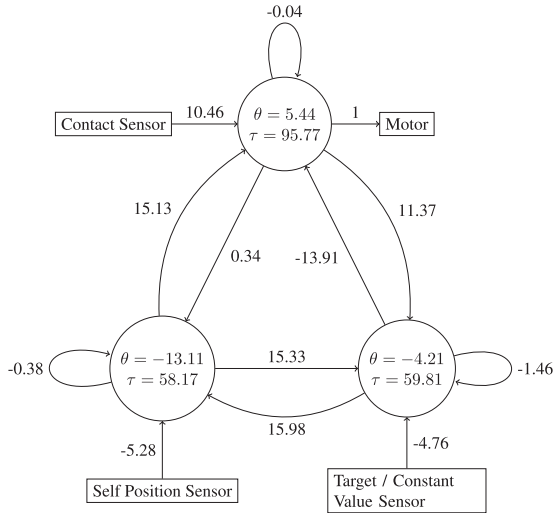 -0.04
Contact Sensor
10.46
θ = 5.44
τ = 95.77
1
Motor
15.13
11.37
0.34
-13.91
-0.38
θ = −13.11
τ = 58.17
15.33
θ = −4.21
τ = 59.81
-1.46
15.98
-5.28
-4.76
Self Position Sensor
Target / Constant
Value Sensor